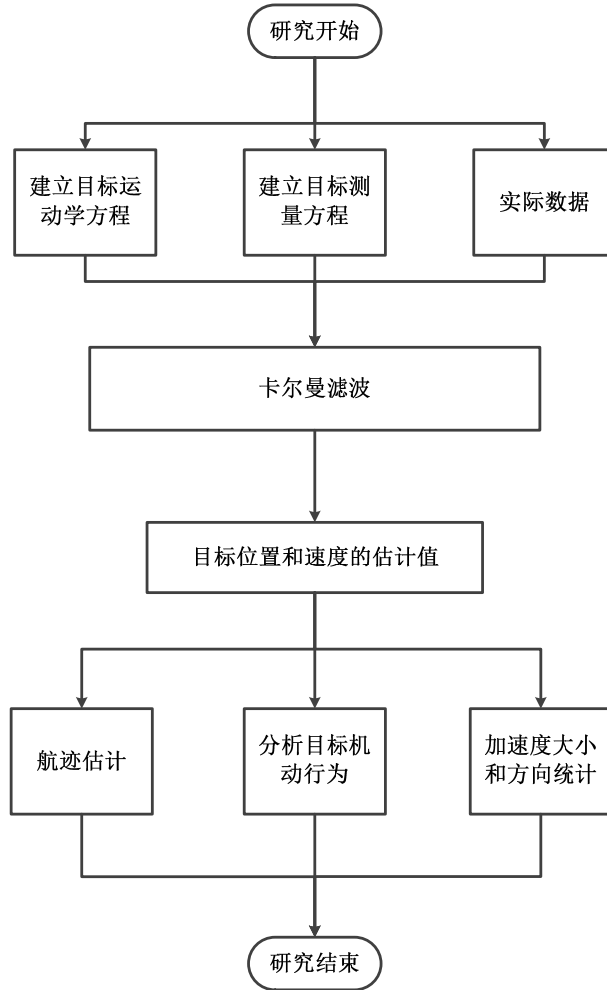 研究开始
建立目标运
动学方程
建立目标测
量方程
实际数据
卡尔曼滤波
目标位置和速度的估计值
航迹估计
分析目标机
动行为
加速度大小
和方向统计
研究结束